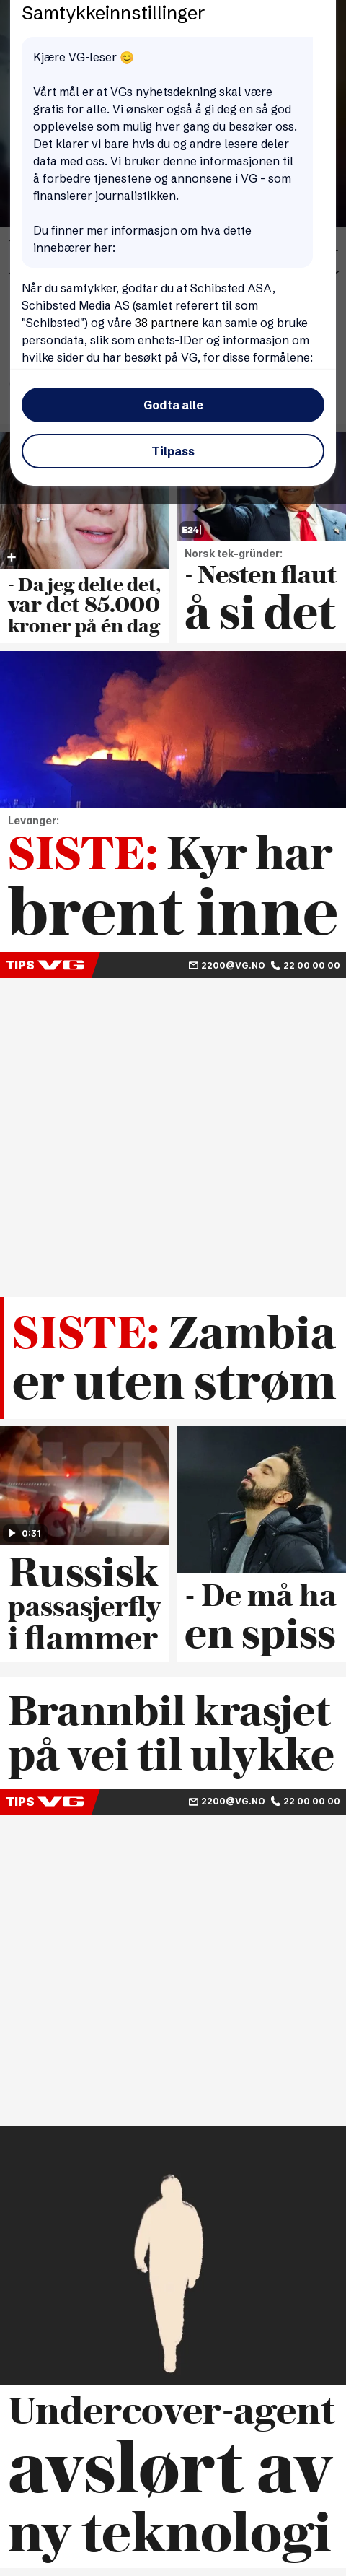 Samtykkeinnstillinger
Kjære VG-leser 😊
Vårt mål er at VGs nyhetsdekning skal være
gratis for alle. Vi ønsker også å gi deg en så god
opplevelse som mulig hver gang du besøker oss.
Det klarer vi bare hvis du og andre lesere deler
data med oss. Vi bruker denne informasjonen til
å forbedre tjenestene og annonsene i VG - som
finansierer journalistikken.
Du finner mer informasjon om hva dette
innebærer her:
Når du samtykker, godtar du at Schibsted ASA,
Schibsted Media AS (samlet referert til som
"Schibsted") og våre 38 partnere kan samle og bruke
persondata, slik som enhets-IDer og informasjon om
hvilke sider du har besøkt på VG, for disse formålene:
Godta alle
Tilpass
- Da jeg delte det,
var det 85.000
kroner på én dag
E24
Norsk tek-gründer:
- Nesten flaut
å si det
Levanger:
SISTE: Kyr har
brent inne
TIPS VG 2200@VG.NO 22 00 00 00
SISTE: Zambia
er uten strøm
0:31
Russisk
passasjerfly
i flammer
- De må ha
en spiss
Brannbil krasjet
på vei til ulykke
TIPS VG 2200@VG.NO 22 00 00 00
Undercover-agent
avslørt av
ny teknologi